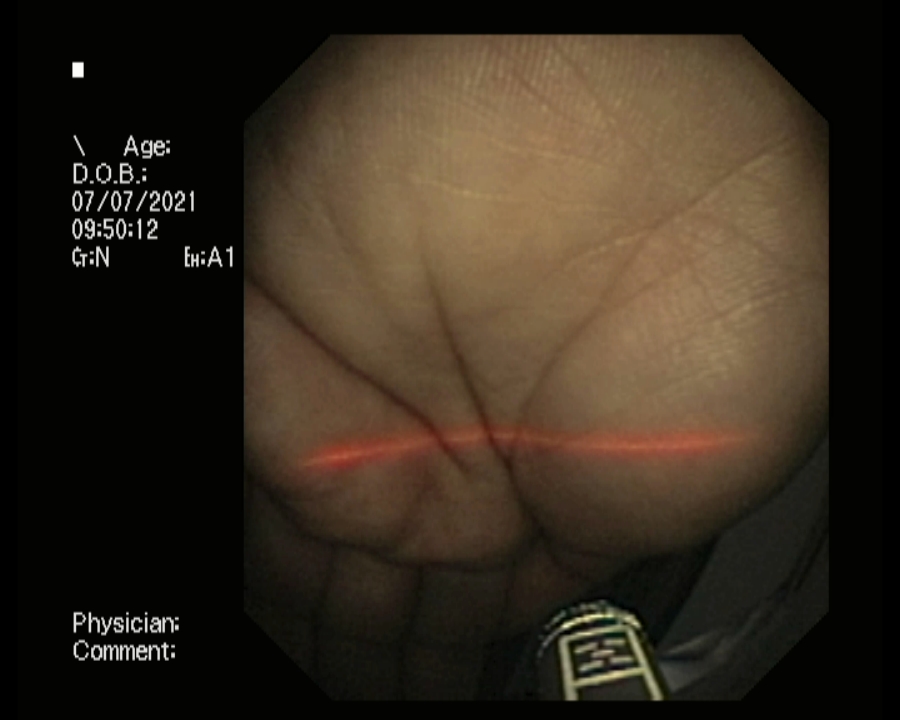 \ Age:
D.O.B.:
07/07/2021
09:50:12
Cr:N EH:A1
Physician:
Comment: